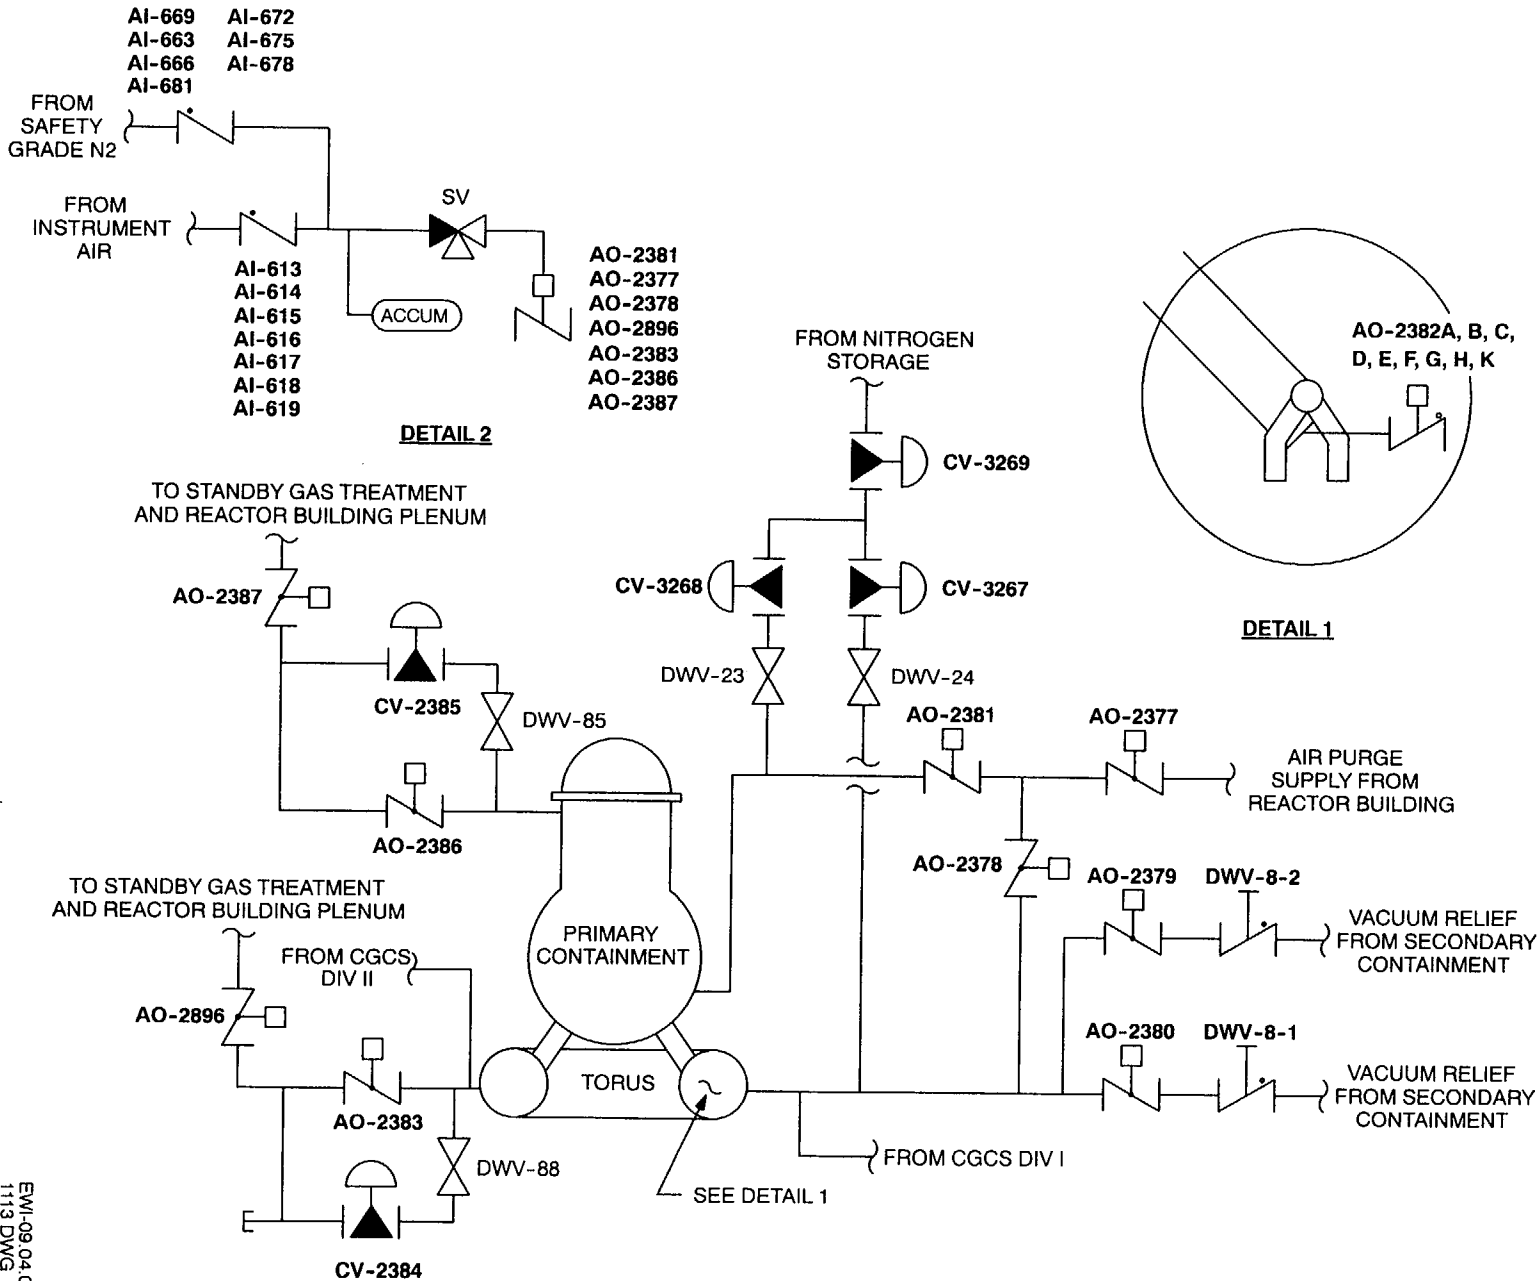 AI-669 AI-672
AI-663 AI-675
AI-666 AI-678
AI-681
FROM
SAFETY
GRADE N2
FROM
INSTRUMENT
AIR
SV
ACCUM
AI-613
AI-614
AI-615
AI-616
AI-617
AI-618
AI-619
AO-2381
AO-2377
AO-2378
AO-2896
AO-2383
AO-2386
AO-2387
DETAIL 2
FROM NITROGEN
STORAGE
CV-3269
CV-3268
CV-3267
DWV-23
DWV-24
AO-2382A, B, C,
D, E, F, G, H, K
DETAIL 1
TO STANDBY GAS TREATMENT
AND REACTOR BUILDING PLENUM
AO-2387
CV-2385
DWV-85
AO-2386
AO-2381
AO-2377
AIR PURGE
SUPPLY FROM
REACTOR BUILDING
AO-2378
AO-2379
DWV-8-2
VACUUM RELIEF
FROM SECONDARY
CONTAINMENT
TO STANDBY GAS TREATMENT
AND REACTOR BUILDING PLENUM
FROM CGCS
DIV II
PRIMARY
CONTAINMENT
AO-2896
AO-2383
TORUS
AO-2380
DWV-8-1
VACUUM RELIEF
FROM SECONDARY
CONTAINMENT
DWV-88
FROM CGCS DIV I
SEE DETAIL 1
CV-2384
1113 DWG